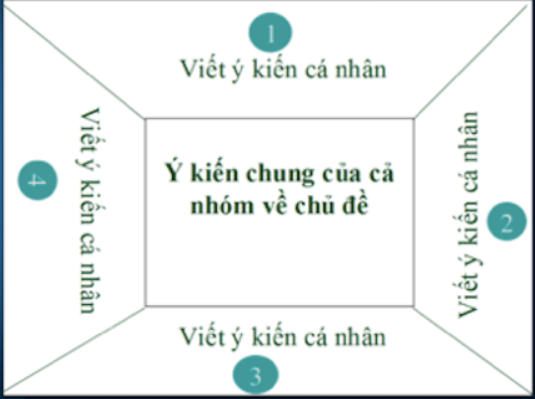 1
Viết ý kiến cá nhân
Viết ý kiến cá nhân
4
Ý kiến chung của cả
nhóm về chủ đề
Viết ý kiến cá nhân
2
Viết ý kiến cá nhân
3